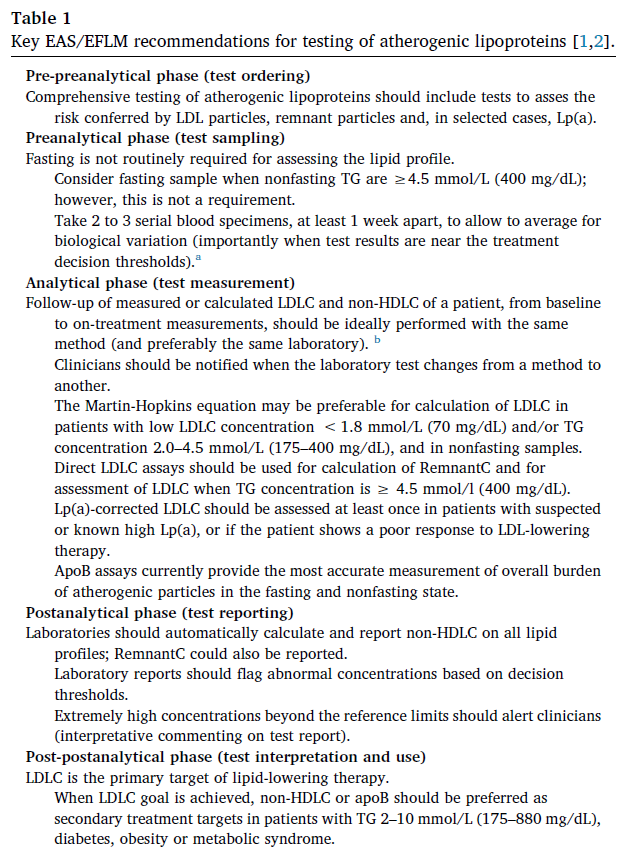 Table 1
Key EAS/EFLM recommendations for testing of atherogenic lipoproteins [1,2].
Pre-preanalytical phase (test ordering)
Comprehensive testing of atherogenic lipoproteins should include tests to asses the
risk conferred by LDL particles, remnant particles and, in selected cases, Lp(a).
Preanalytical phase (test sampling)
Fasting is not routinely required for assessing the lipid profile.
Consider fasting sample when nonfasting TG are ≥4.5 mmol/L (400 mg/dL);
however, this is not a requirement.
Take 2 to 3 serial blood specimens, at least 1 week apart, to allow to average for
biological variation (importantly when test results are near the treatment
decision thresholds).a
Analytical phase (test measurement)
Follow-up of measured or calculated LDLC and non-HDLC of a patient, from baseline
to on-treatment measurements, should be ideally performed with the same
method (and preferably the same laboratory). b
Clinicians should be notified when the laboratory test changes from a method to
another.
The Martin-Hopkins equation may be preferable for calculation of LDLC in
patients with low LDLC concentration < 1.8 mmol/L (70 mg/dL) and/or TG
concentration 2.0–4.5 mmol/L (175–400 mg/dL), and in nonfasting samples.
Direct LDLC assays should be used for calculation of RemnantC and for
assessment of LDLC when TG concentration is ≥ 4.5 mmol/l (400 mg/dL).
Lp(a)-corrected LDLC should be assessed at least once in patients with suspected
or known high Lp(a), or if the patient shows a poor response to LDL-lowering
therapy.
ApoB assays currently provide the most accurate measurement of overall burden
of atherogenic particles in the fasting and nonfasting state.
Postanalytical phase (test reporting)
Laboratories should automatically calculate and report non-HDLC on all lipid
profiles; RemnantC could also be reported.
Laboratory reports should flag abnormal concentrations based on decision
thresholds.
Extremely high concentrations beyond the reference limits should alert clinicians
(interpretative commenting on test report).
Post-postanalytical phase (test interpretation and use)
LDLC is the primary target of lipid-lowering therapy.
When LDLC goal is achieved, non-HDLC or apoB should be preferred as
secondary treatment targets in patients with TG 2–10 mmol/L (175–880 mg/dL),
diabetes, obesity or metabolic syndrome.